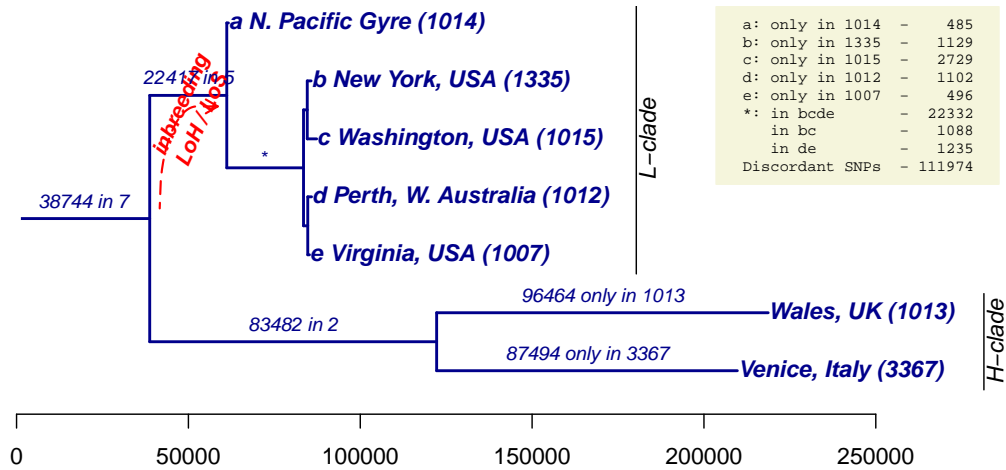 a N. Pacific Gyre (1014)
22417 in 5
inbreeding
LoH / LoS
b New York, USA (1335)
c Washington, USA (1015)
*
d Perth, W. Australia (1012)
38744 in 7
e Virginia, USA (1007)
L−clade
96464 only in 1013
Wales, UK (1013)
83482 in 2
87494 only in 3367
Venice, Italy (3367)
H−clade
a: only in 1014 − 485
b: only in 1335 − 1129
c: only in 1015 − 2729
d: only in 1012 − 1102
e: only in 1007 − 496
*: in bcde − 22332
in bc − 1088
in de − 1235
Discordant SNPs − 111974
0 50000 100000 150000 200000 250000